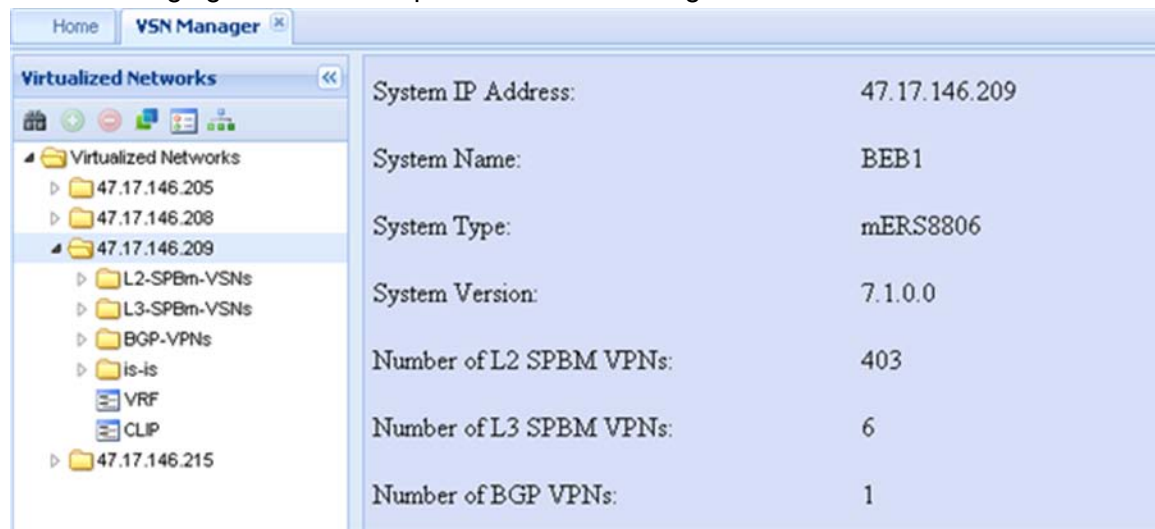 Home VSN Manager
Virtualized Networks
Virtualized Networks
47.17.146.205
47.17.146.208
47.17.146.209
L2-SPBm-VSNs
L3-SPBm-VSNs
BGP-VPNs
is-is
VRF
CLIP
47.17.146.215
System IP Address: 47.17.146.209
System Name: BEB1
System Type: mERS8806
System Version: 7.1.0.0
Number of L2 SPBM VPNs: 403
Number of L3 SPBM VPNs: 6
Number of BGP VPNs: 1